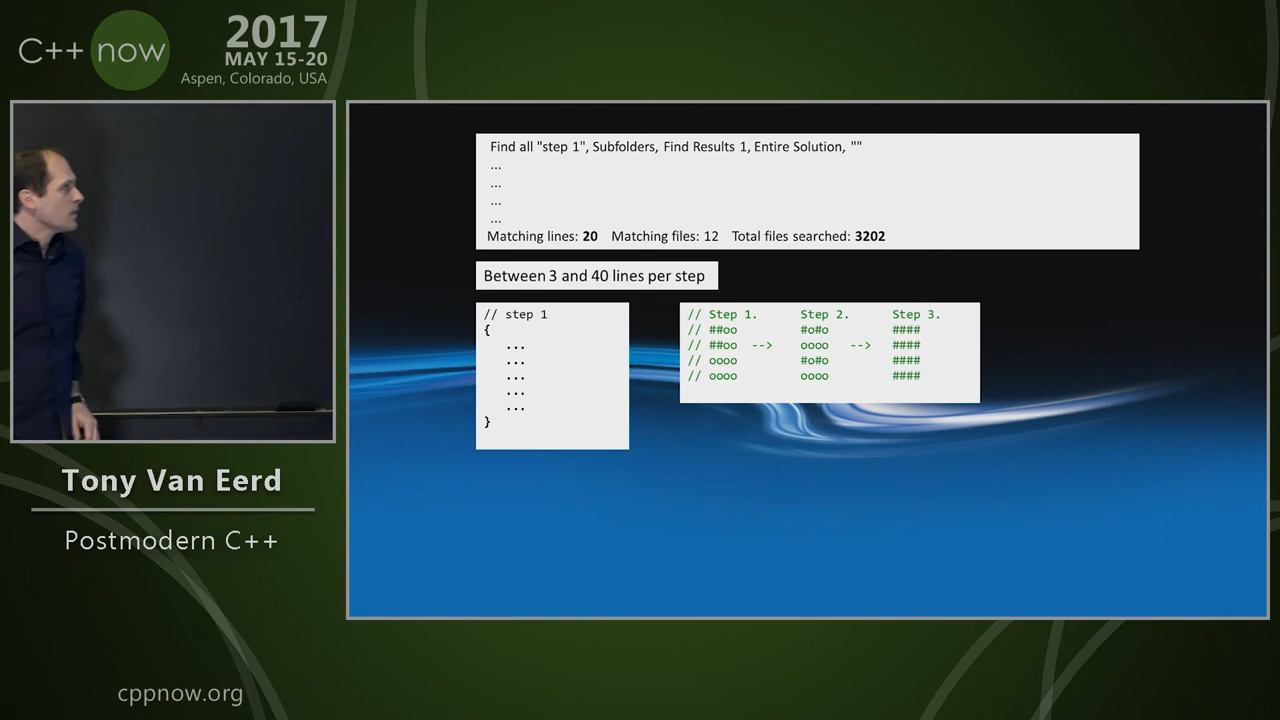 C++ now
2017
MAY 15-20
Aspen, Colorado, USA
Find all "step 1", Subfolders, Find Results 1, Entire Solution, ""
...
...
...
...
Matching lines: 20 Matching files: 12 Total files searched: 3202
Between 3 and 40 lines per step
// step 1
{
...
...
...
...
...
}
// Step 1. Step 2. Step 3.
// ##oo #o#o ####
// ##oo --> oooo --> ####
// oooo #o#o ####
// oooo oooo ####
Tony Van Eerd
Postmodern C++
cppnow.org